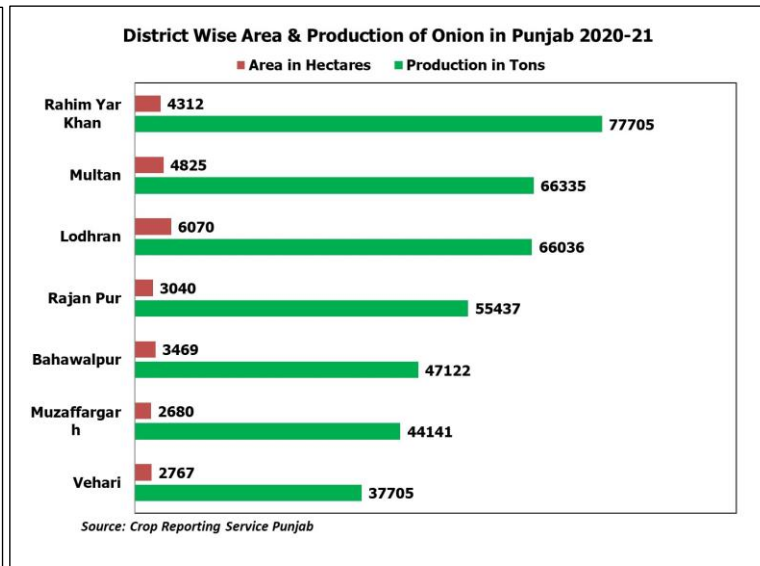 District Wise Area & Production of Onion in Punjab 2020-21
Area in Hectares Production in Tons
Rahim Yar
Khan
4312
77705
Multan
4825
66335
Lodhran
6070
66036
Rajan Pur
3040
55437
Bahawalpur
3469
47122
Muzaffargar
h
2680
44141
Vehari
2767
37705
Source: Crop Reporting Service Punjab